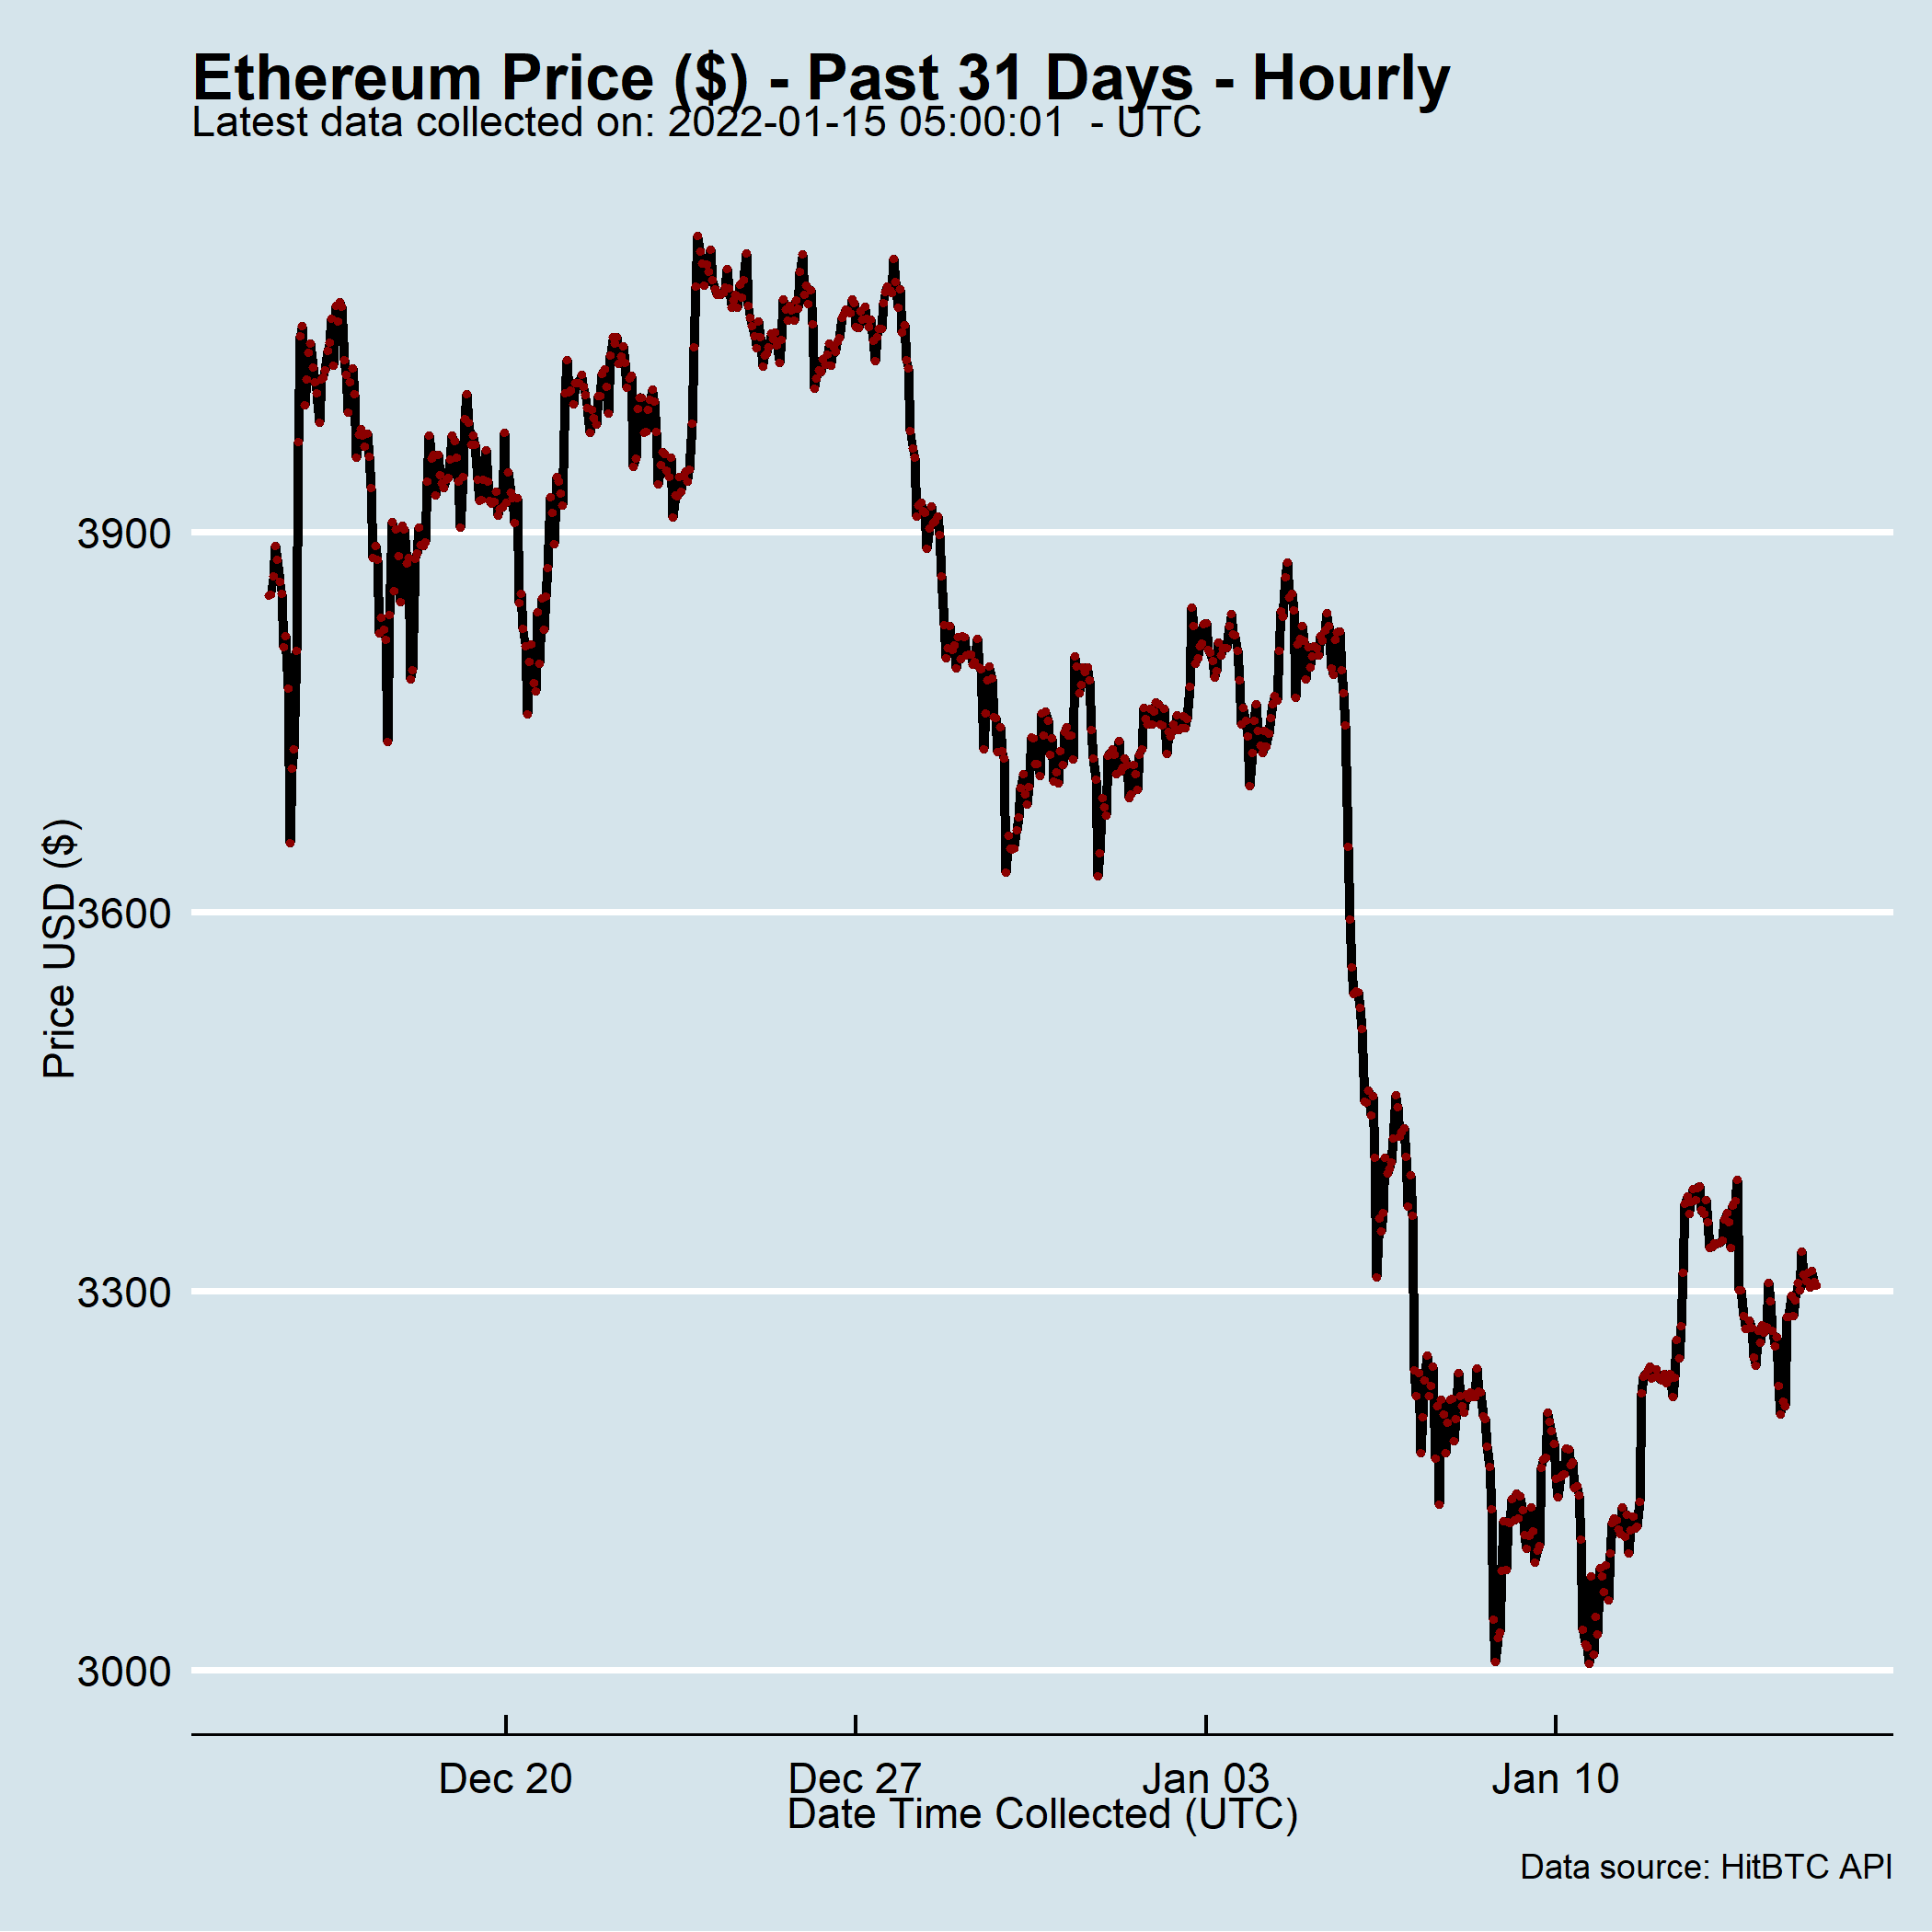 Ethereum Price ($) - Past 31 Days - Hourly
Latest data collected on: 2022-01-15 05:00:01  - UTC
Price USD ($)
3900
3600
3300
3000
Dec 20
Dec 27
Jan 03
Jan 10
Date Time Collected (UTC)
Data source: HitBTC API